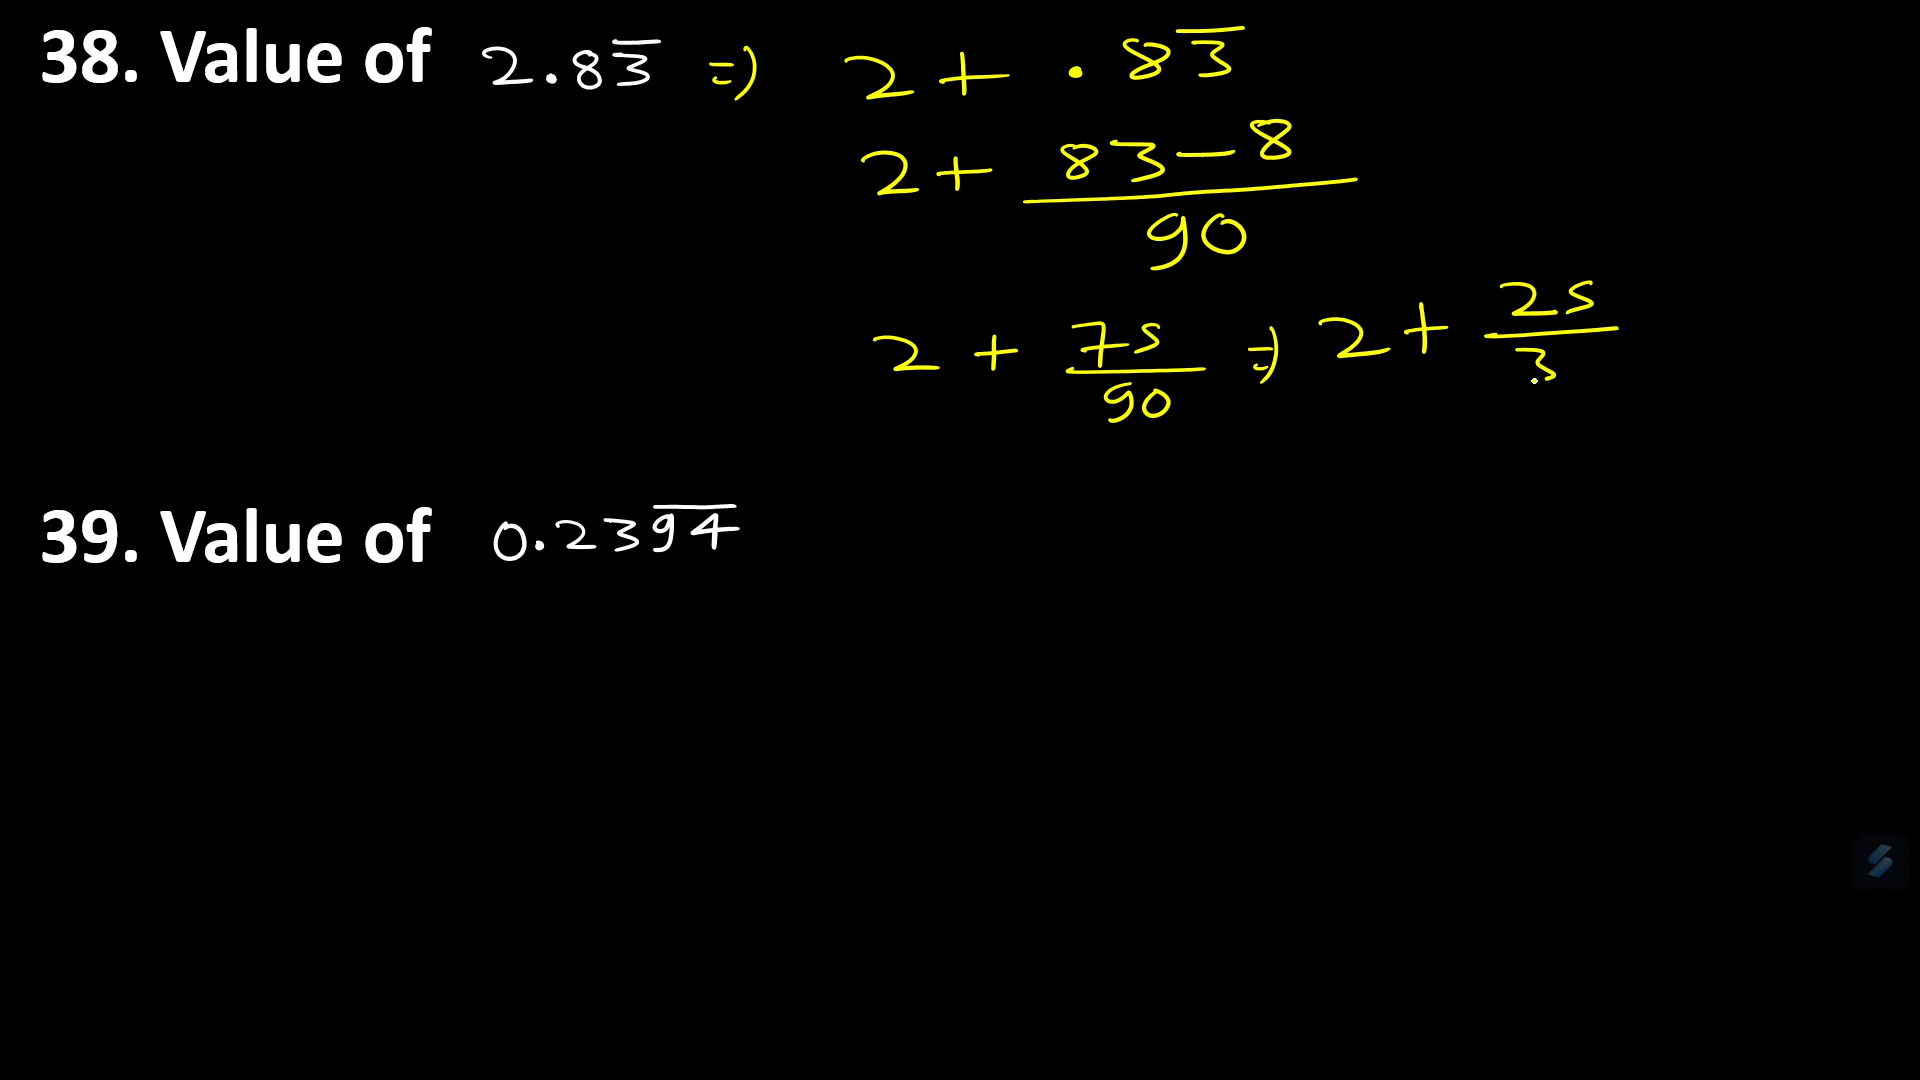 38. Value of 2.83̅ ⇒ 2 + .83̅
2 + (83-8)/90
2 + 75/90 ⇒ 2 + 25/3
39. Value of 0.239̅4̅